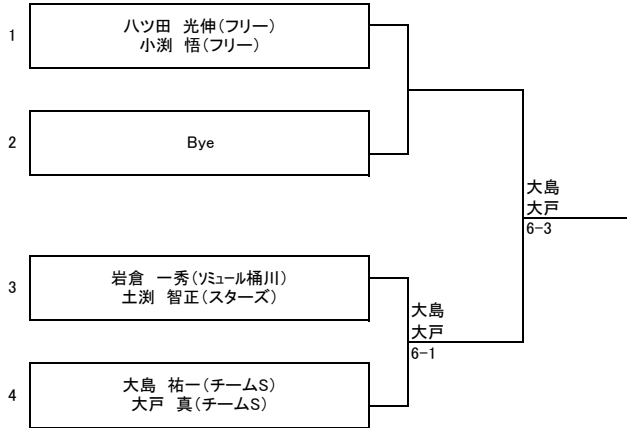 1
八ツ田　光伸(フリー)
小渕　悟(フリー)
2
Bye
大島
大戸
6-3
3
岩倉　一秀(ソミュール桶川)
土渕　智正(スターズ)
大島
大戸
6-1
4
大島　祐一(チームS)
大戸　真(チームS)